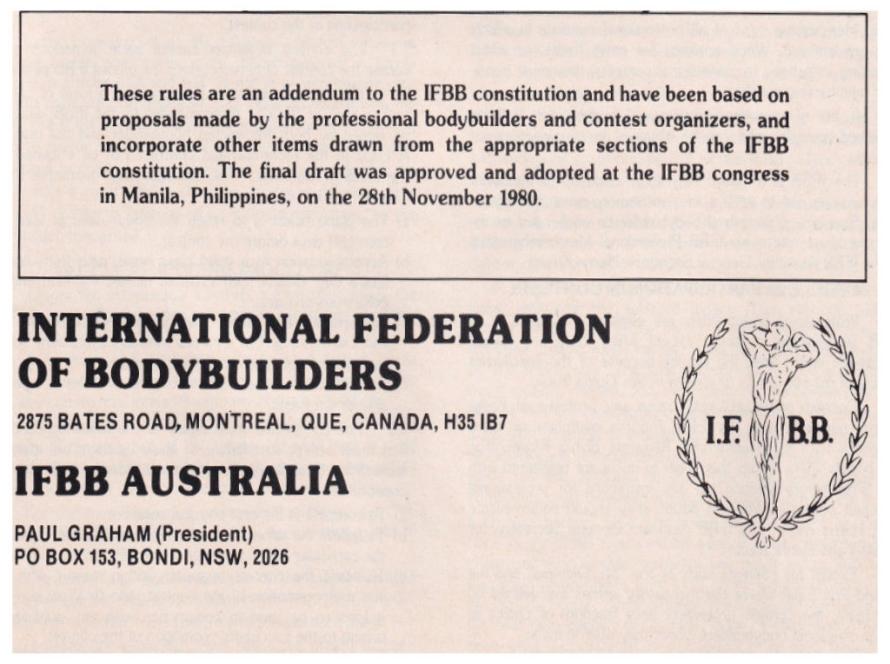 These rules are an addendum to the IFBB constitution and have been based on
proposals made by the professional bodybuilders and contest organizers, and
incorporate other items drawn from the appropriate sections of the IFBB
constitution. The final draft was approved and adopted at the IFBB congress
in Manila, Philippines, on the 28th November 1980.
INTERNATIONAL FEDERATION
OF BODYBUILDERS
2875 BATES ROAD, MONTREAL, QUE, CANADA, H35 IB7
I.F. B.B.
IFBB AUSTRALIA
PAUL GRAHAM (President)
PO BOX 153, BONDI, NSW, 2026